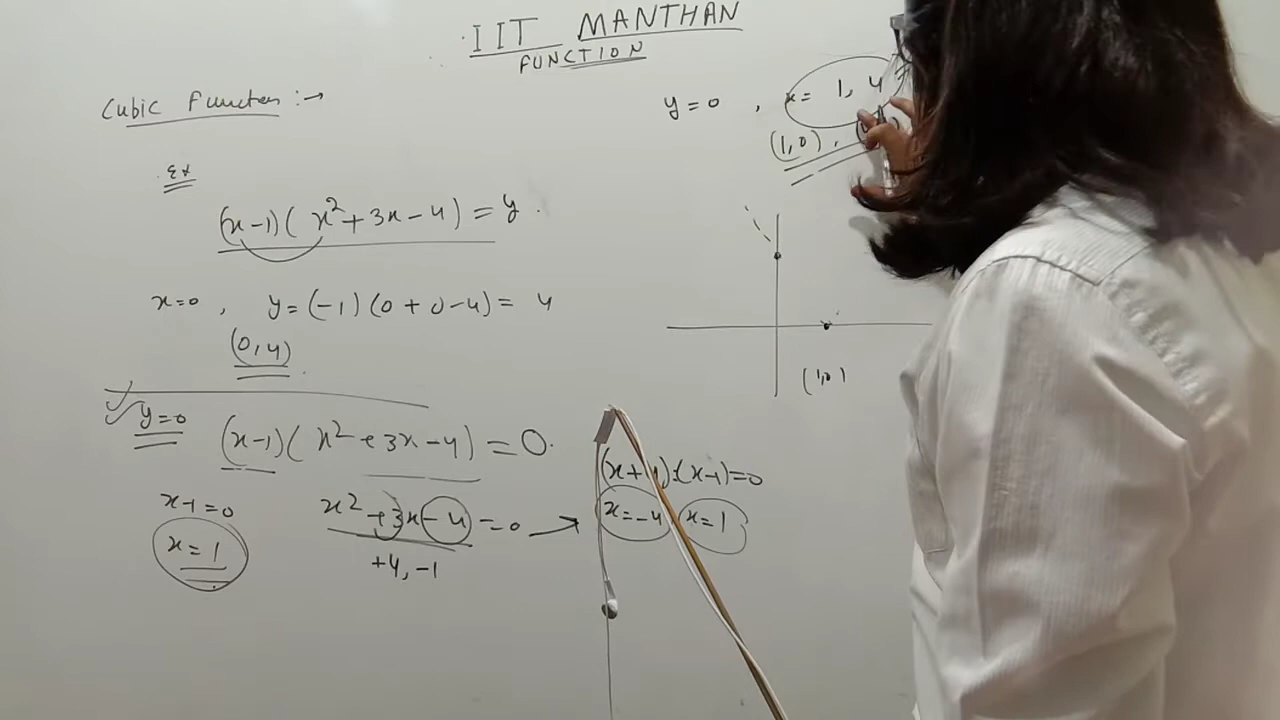 IIT MANTHAN
FUNCTION
Cubic Function :→
Ex
(x-1)(x²+3x-4)=y.
x=0, y=(-1)(0+0-4)= 4
(0,4)
y=0 (x-1)(x²+3x-4)=0.
x-1=0
x=1
x²+3x-4=0 →
+4,-1
(x+4).(x-1)=0
x=-4 x=1
y=0, x= 1, 4
(1,0),
(1,0)